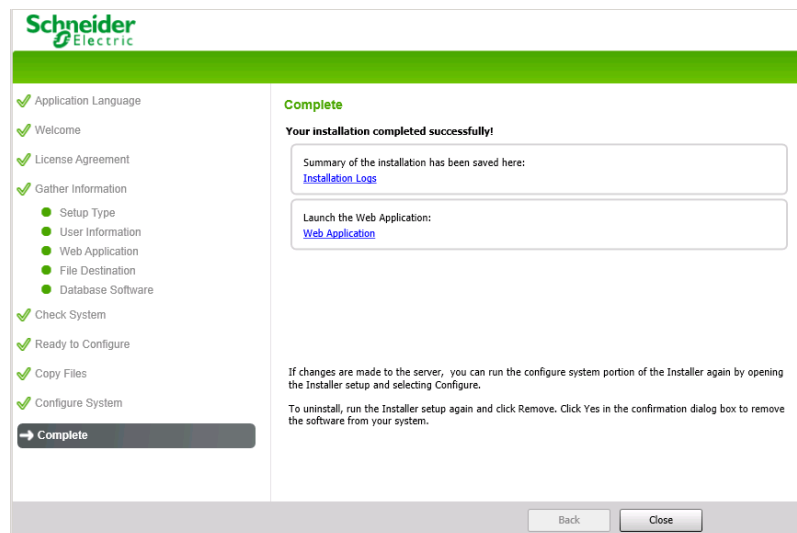 Schneider
Electric
Application Language
Welcome
License Agreement
Gather Information
Setup Type
User Information
Web Application
File Destination
Database Software
Check System
Ready to Configure
Copy Files
Configure System
Complete
Complete
Your installation completed successfully!
Summary of the installation has been saved here:
Installation Logs
Launch the Web Application:
Web Application
If changes are made to the server, you can run the configure system portion of the Installer again by opening
the Installer setup and selecting Configure.
To uninstall, run the Installer setup again and click Remove. Click Yes in the confirmation dialog box to remove
the software from your system.
Back
Close